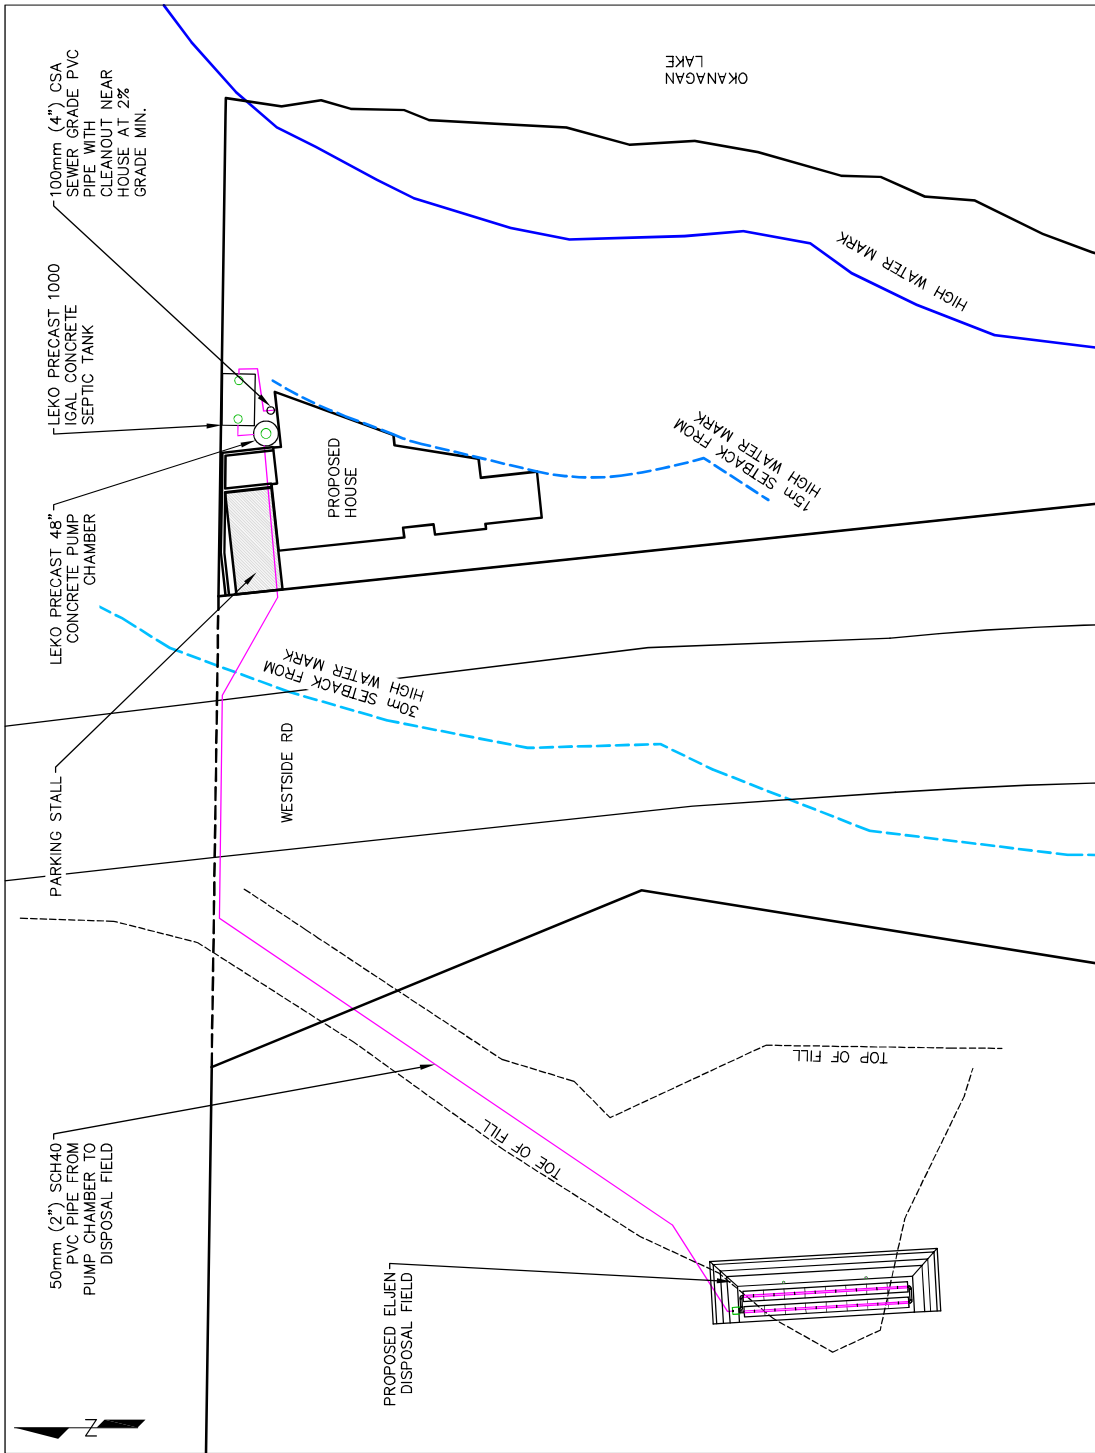 50mm (2") SCH40
PVC PIPE FROM
PUMP CHAMBER TO
DISPOSAL FIELD
PARKING STALL
LEKO PRECAST 48"
CONCRETE PUMP
CHAMBER
LEKO PRECAST 1000
IGAL CONCRETE
SEPTIC TANK
100mm (4") CSA
SEWER GRADE PVC
PIPE WITH
CLEANOUT NEAR
HOUSE AT 2%
GRADE MIN.
OKANAGAN
LAKE
HIGH WATER MARK
PROPOSED
HOUSE
15m SETBACK FROM
HIGH WATER MARK
30m SETBACK FROM
HIGH WATER MARK
WESTSIDE RD
TOP OF FILL
TOE OF FILL
PROPOSED ELJEN
DISPOSAL FIELD
N